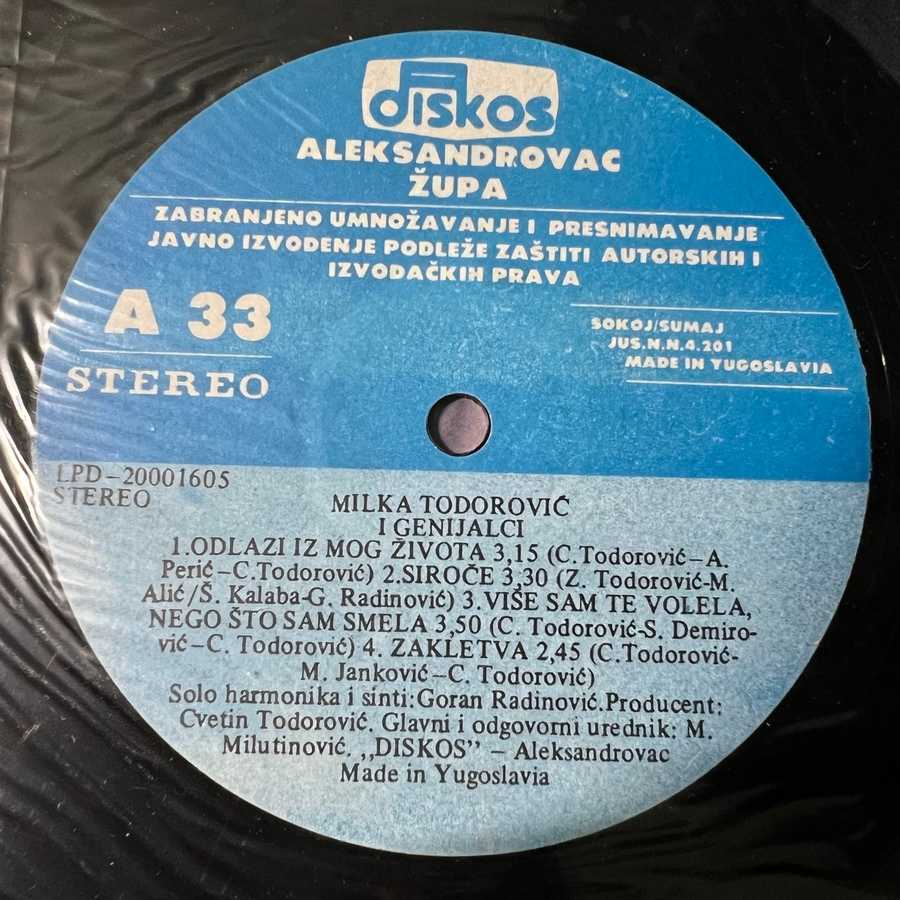 diskos
ALEKSANDROVAC
ŽUPA
ZABRANJENO UMNOŽAVANJE I PRESNIMAVANJE
JAVNO IZVOĐENJE PODLEŽE ZAŠTITI AUTORSKIH I
IZVOĐAČKIH PRAVA
A 33
STEREO
SOKOJ/SUMAJ
JUS.N.N.4.201
MADE IN YUGOSLAVIA
LPD-20001605
STEREO
MILKA TODOROVIĆ
I GENIJALCI
1.ODLAZI IZ MOG ŽIVOTA 3,15 (C.Todorović-A.
Perić-C.Todorović) 2.SIROČE 3,30 (Z. Todorović-M.
Alić/Š. Kalaba-G. Radinović) 3. VIŠE SAM TE VOLELA,
NEGO ŠTO SAM SMELA 3,50 (C. Todorović-S. Demiro-
vić-C. Todorović) 4. ZAKLETVA 2,45 (C.Todorović-
M. Janković-C. Todorović)
Solo harmonika i sinti:Goran Radinović.Producent:
Cvetin Todorović. Glavni i odgovorni urednik: M.
Milutinović. ,,DISKOS" - Aleksandrovac
Made in Yugoslavia